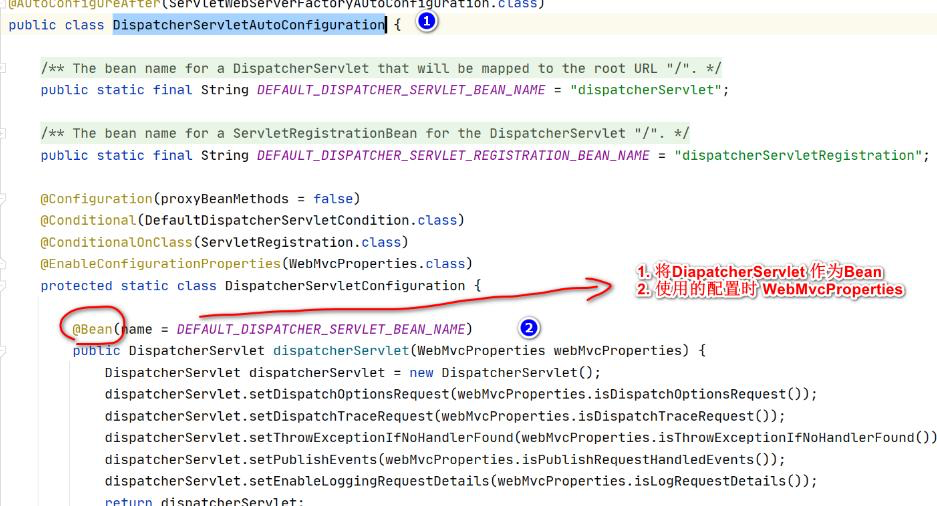 @AutoConfigureAfter(ServletWebServerFactoryAutoConfiguration.class)
public class DispatcherServletAutoConfiguration { 1
/** The bean name for a DispatcherServlet that will be mapped to the root URL "/". */
public static final String DEFAULT_DISPATCHER_SERVLET_BEAN_NAME = "dispatcherServlet";
/** The bean name for a ServletRegistrationBean for the DispatcherServlet "/". */
public static final String DEFAULT_DISPATCHER_SERVLET_REGISTRATION_BEAN_NAME = "dispatcherServletRegistration";
@Configuration(proxyBeanMethods = false)
@Conditional(DefaultDispatcherServletCondition.class)
@ConditionalOnClass(ServletRegistration.class)
@EnableConfigurationProperties(WebMvcProperties.class)
protected static class DispatcherServletConfiguration {
1. 将DiapatcherServlet 作为Bean
2. 使用的配置时 WebMvcProperties
@Bean(name = DEFAULT_DISPATCHER_SERVLET_BEAN_NAME) 2
public DispatcherServlet dispatcherServlet(WebMvcProperties webMvcProperties) {
DispatcherServlet dispatcherServlet = new DispatcherServlet();
dispatcherServlet.setDispatchOptionsRequest(webMvcProperties.isDispatchOptionsRequest());
dispatcherServlet.setDispatchTraceRequest(webMvcProperties.isDispatchTraceRequest());
dispatcherServlet.setThrowExceptionIfNoHandlerFound(webMvcProperties.isThrowExceptionIfNoHandlerFound())
dispatcherServlet.setPublishEvents(webMvcProperties.isPublishRequestHandledEvents());
dispatcherServlet.setEnableLoggingRequestDetails(webMvcProperties.isLogRequestDetails());
return dispatcherServlet;